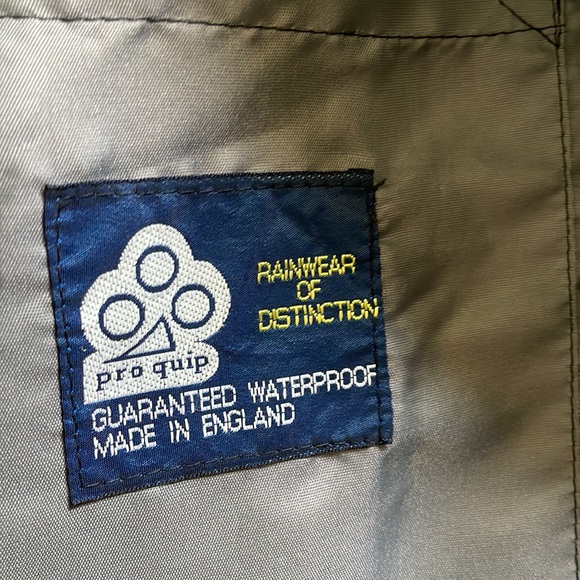 RAINWEAR
OF
DISTINCTION
pro quip
GUARANTEED WATERPROOF
MADE IN ENGLAND